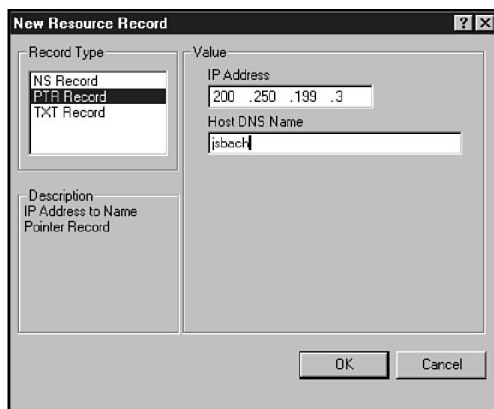 New Resource Record
Record Type
NS Record
PTR Record
TXT Record
Description
IP Address to Name
Pointer Record
Value
IP Address
200 .250 .199 .3
Host DNS Name
jsbach
OK
Cancel